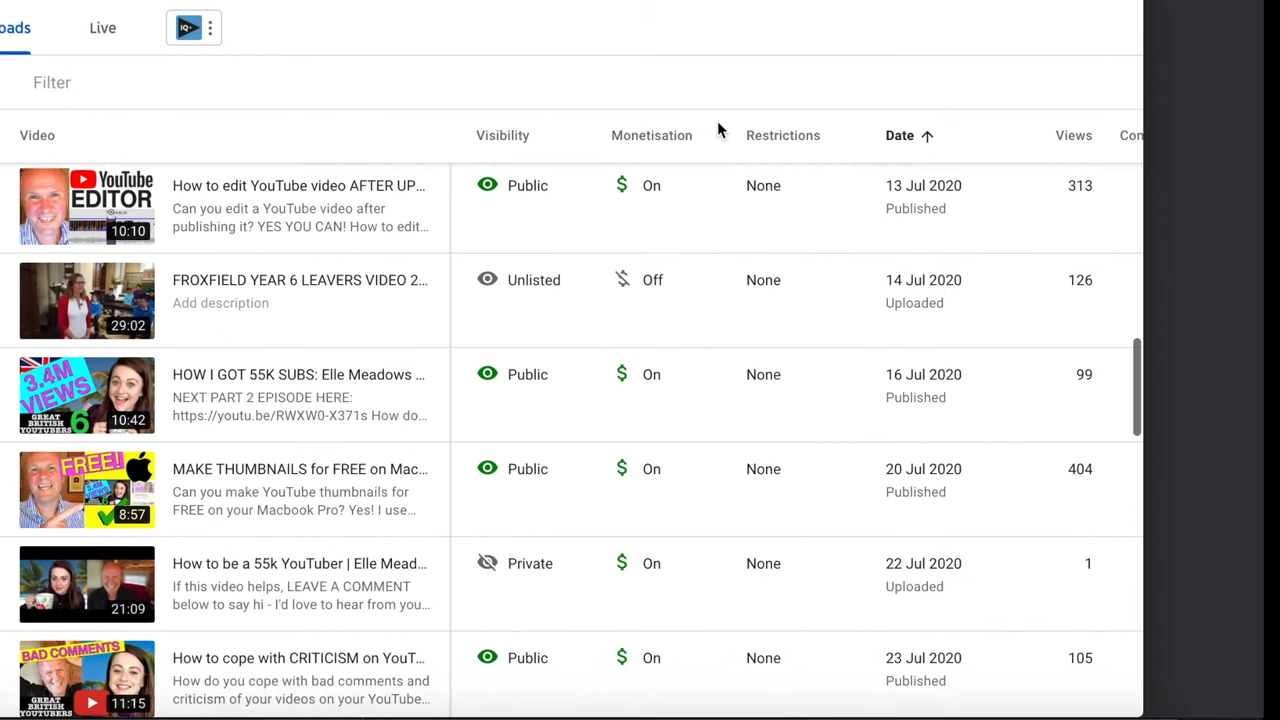 oads
Live
IQ+
Filter
Video
Visibility
Monetisation
Restrictions
Date
Views
Con
YouTube
EDITOR
10:10
How to edit YouTube video AFTER UP...
Can you edit a YouTube video after
publishing it? YES YOU CAN! How to edit...
Public
On
None
13 Jul 2020
Published
313
29:02
FROXFIELD YEAR 6 LEAVERS VIDEO 2...
Add description
Unlisted
Off
None
14 Jul 2020
Uploaded
126
3.4M
VIEWS
GREAT
BRITISH
YOUTUBERS
6
10:42
HOW I GOT 55K SUBS: Elle Meadows ...
NEXT PART 2 EPISODE HERE:
https://youtu.be/RWXW0-X371s How do...
Public
On
None
16 Jul 2020
Published
99
FREE!
8:57
MAKE THUMBNAILS for FREE on Mac...
Can you make YouTube thumbnails for
FREE on your Macbook Pro? Yes! I use...
Public
On
None
20 Jul 2020
Published
404
21:09
How to be a 55k YouTuber | Elle Mead...
If this video helps, LEAVE A COMMENT
below to say hi - I'd love to hear from you...
Private
On
None
22 Jul 2020
Uploaded
1
BAD COMMENTS
GREAT
BRITISH
YOUTUBERS
11:15
How to cope with CRITICISM on YouT...
How do you cope with bad comments and
criticism of your videos on your YouTube...
Public
On
None
23 Jul 2020
Published
105